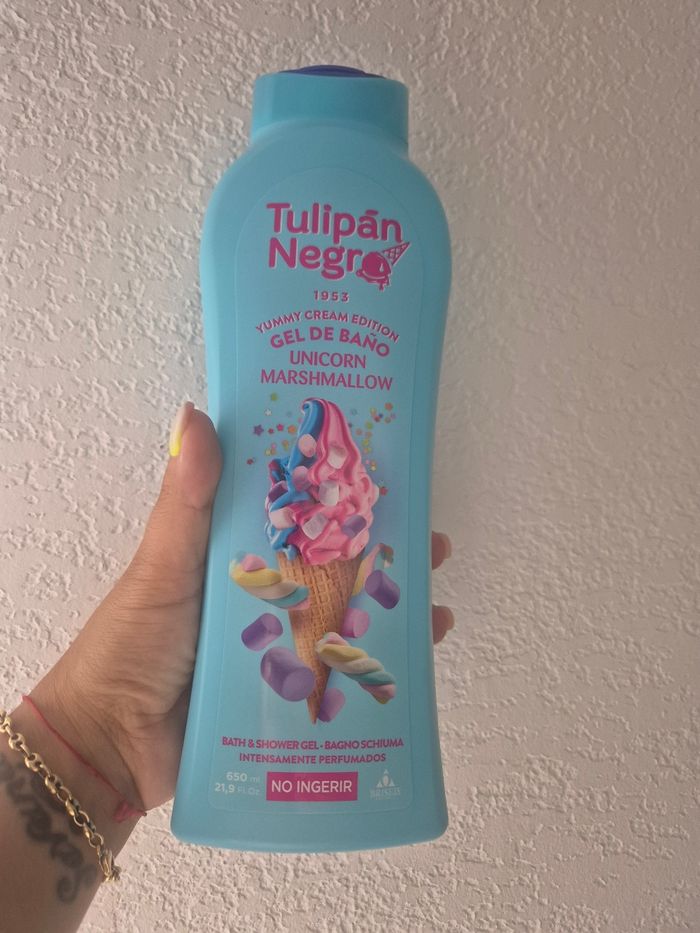 Tulipán
Negro
1953
YUMMY CREAM EDITION
GEL DE BAÑO
UNICORN
MARSHMALLOW
BATH & SHOWER GEL - BAGNO SCHIUMA
INTENSAMENTE PERFUMADOS
650 ml
21,9 Fl.Oz.
NO INGERIR